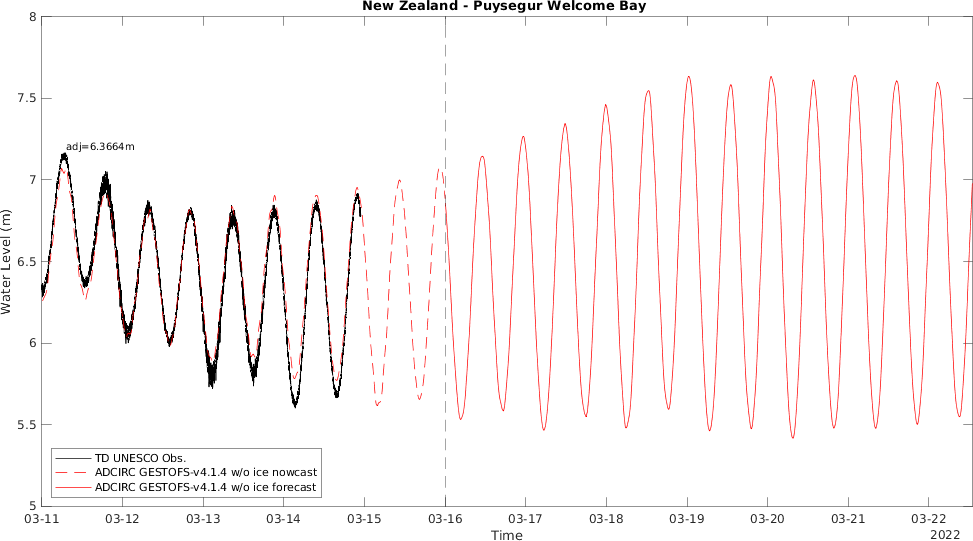 New Zealand - Puysegur Welcome Bay
8
7.5
7
6.5
6
5.5
5
Water Level (m)
adj=6.3664m
TD UNESCO Obs.
ADCIRC GESTOFS-v4.1.4 w/o ice nowcast
ADCIRC GESTOFS-v4.1.4 w/o ice forecast
03-11 03-12 03-13 03-14 03-15 03-16 03-17 03-18 03-19 03-20 03-21 03-22
Time
2022